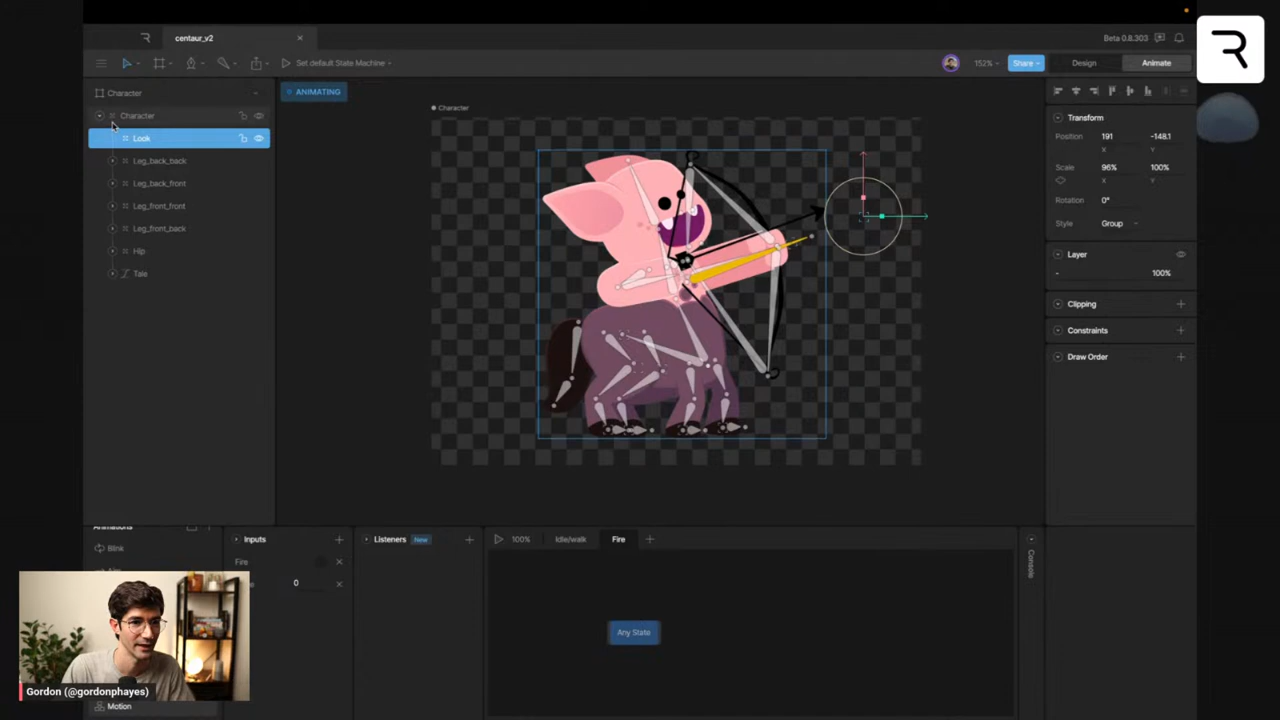 centaur_v2
Beta 0.8.303
Set default State Machine
152%
Share
Design
Animate
Character
ANIMATING
Character
Character
Look
Leg_back_back
Leg_back_front
Leg_front_front
Leg_front_back
Hip
Tale
Transform
Position 191 -148.1
X Y
Scale 96% 100%
X Y
Rotation 0°
Style Group
Layer
- 100%
Clipping
Constraints
Draw Order
Animations
Blink
Inputs
Fire
0
Listeners New
100%
Idle/walk
Fire
Console
Any State
Gordon (@gordonphayes)
Motion